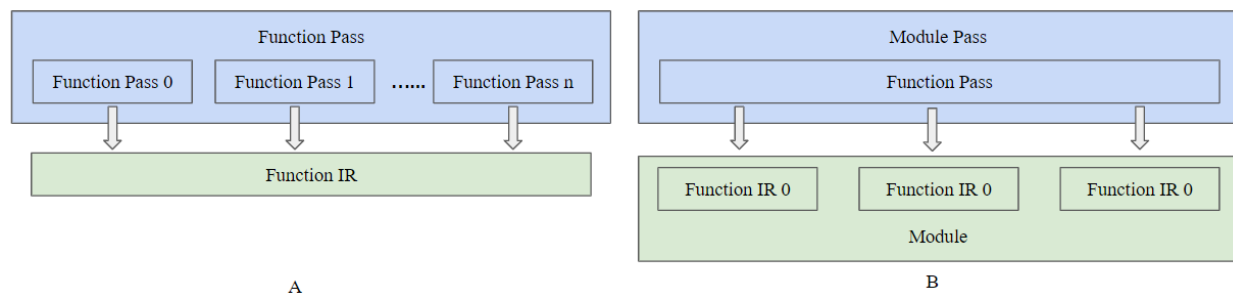 Function Pass
Function Pass 0
Function Pass 1
......
Function Pass n
Function IR
A
Module Pass
Function Pass
Function IR 0
Function IR 0
Function IR 0
Module
B